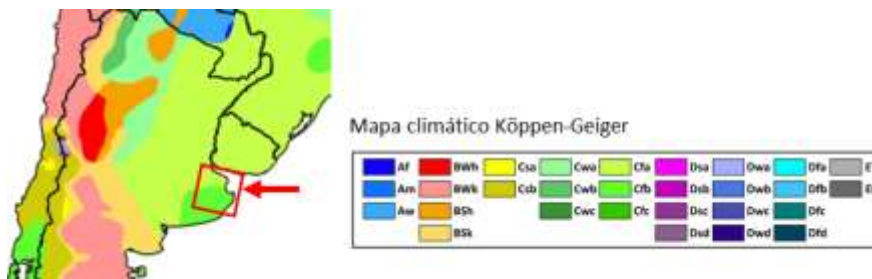 Mapa climático Köppen-Geiger
Af BWh Csa Cwa Cfa Dsa Dwa Dfa
Am BWk Csb Cwb Cfb Dsb Dwb Dfb
Aw BSh Cwc Cfc Dsc Dwc Dfc
BSk Dsd Dwd Dfd